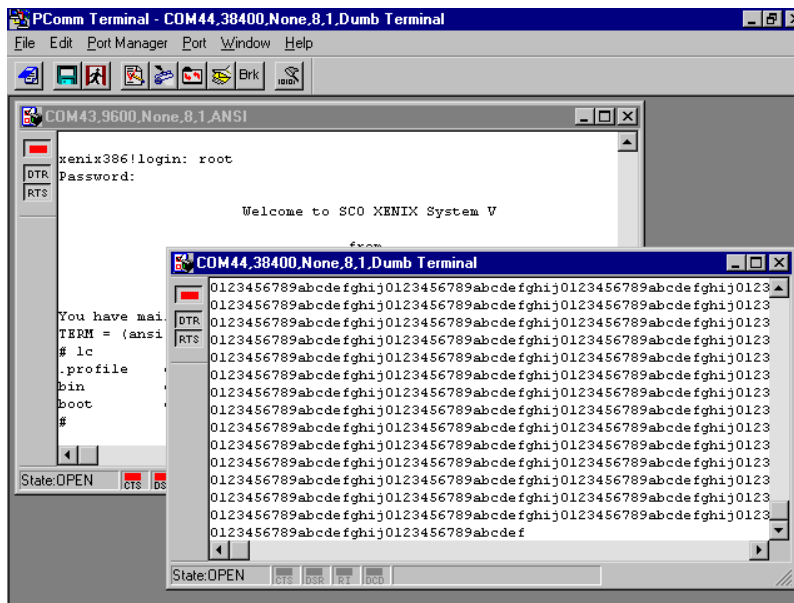 PComm Terminal - COM44,38400,None,8,1,Dumb Terminal
File Edit Port Manager Port Window Help
Brk
COM43,9600,None,8,1,ANSI
DTR
RTS
xenix386!login: root
Password:
Welcome to SCO XENIX System V
from
You have mai
TERM = (ansi
# lc
.profile
bin
boot
#
State:OPEN CTS
COM44,38400,None,8,1,Dumb Terminal
DTR
RTS
0123456789abcdefghij0123456789abcdefghij0123456789abcdefghij0123
0123456789abcdefghij0123456789abcdefghij0123456789abcdefghij0123
0123456789abcdefghij0123456789abcdefghij0123456789abcdefghij0123
0123456789abcdefghij0123456789abcdefghij0123456789abcdefghij0123
0123456789abcdefghij0123456789abcdefghij0123456789abcdefghij0123
0123456789abcdefghij0123456789abcdefghij0123456789abcdefghij0123
0123456789abcdefghij0123456789abcdefghij0123456789abcdefghij0123
0123456789abcdefghij0123456789abcdefghij0123456789abcdefghij0123
0123456789abcdefghij0123456789abcdefghij0123456789abcdefghij0123
0123456789abcdefghij0123456789abcdefghij0123456789abcdefghij0123
0123456789abcdefghij0123456789abcdefghij0123456789abcdefghij0123
0123456789abcdefghij0123456789abcdefghij0123456789abcdefghij0123
0123456789abcdefghij0123456789abcdefghij0123456789abcdefghij0123
0123456789abcdefghij0123456789abcdefghij0123456789abcdefghij0123
0123456789abcdef
State:OPEN CTS DSR RI DCD